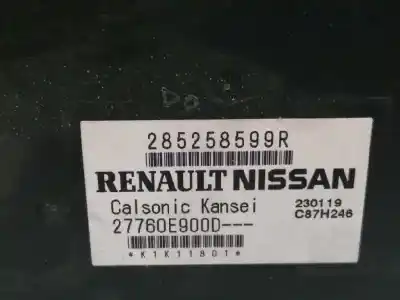 285258599R
RENAULT NISSAN
Calsonic Kansei 230119
27760E900D--- C87H246
*K1K11801*